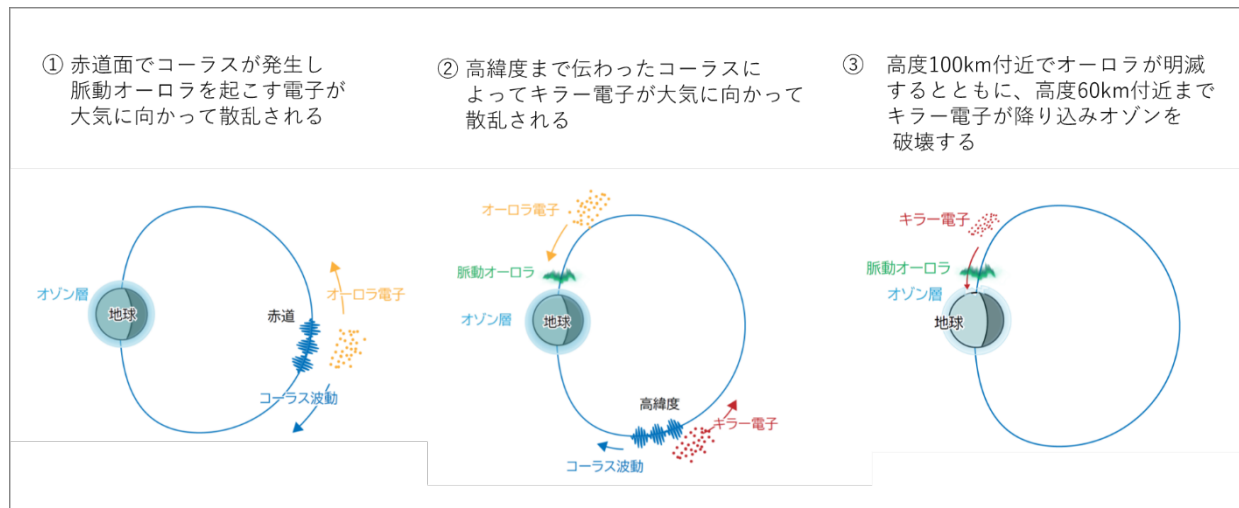 ① 赤道面でコーラスが発生し
脈動オーロラを起こす電子が
大気に向かって散乱される
② 高緯度まで伝わったコーラスに
よってキラー電子が大気に向かって
散乱される
③ 高度100km付近でオーロラが明滅
するとともに、高度60km付近まで
キラー電子が降り込みオゾンを
破壊する
オゾン層
地球
赤道
オーロラ電子
コーラス波動
オーロラ電子
脈動オーロラ
オゾン層
地球
高緯度
キラー電子
コーラス波動
キラー電子
脈動オーロラ
オゾン層
地球